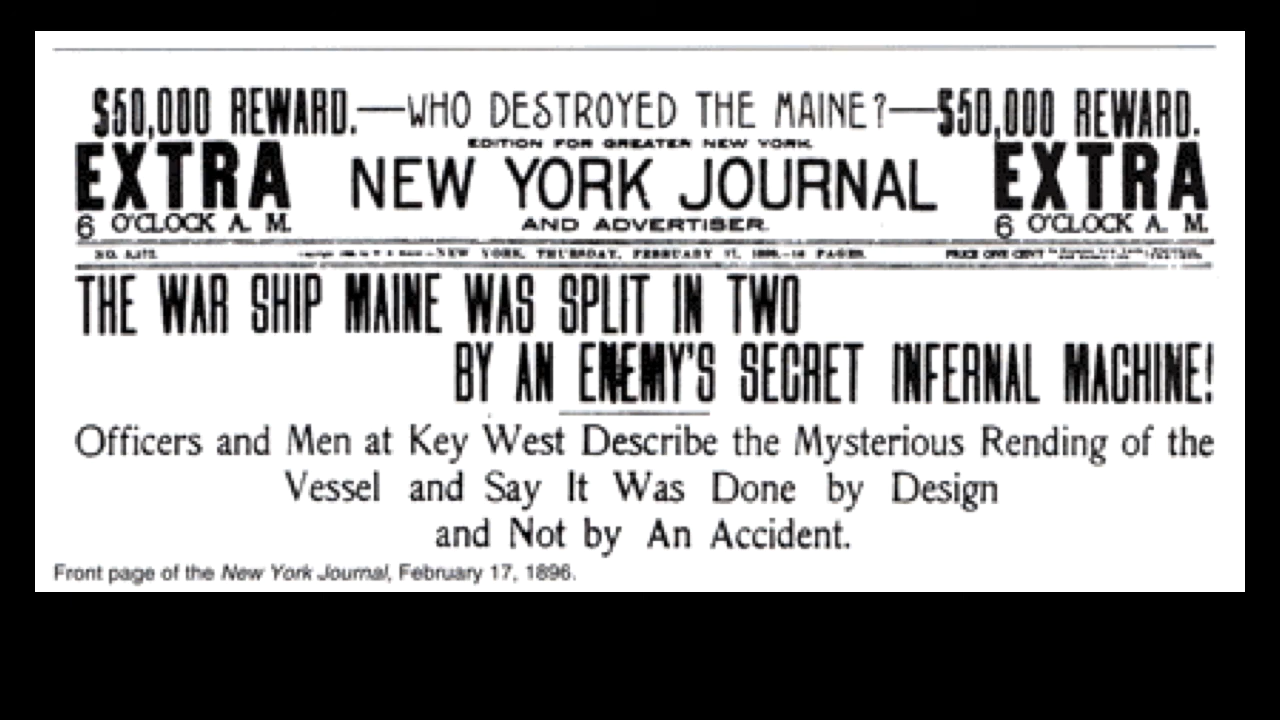 $50,000 REWARD.—WHO DESTROYED THE MAINE?—$50,000 REWARD.
EDITION FOR GREATER NEW YORK.
EXTRA NEW YORK JOURNAL EXTRA
6 O'CLOCK A. M. AND ADVERTISER. 6 O'CLOCK A. M.
NEW YORK, THURSDAY, FEBRUARY 17, PAGES. PRICE ONE CENT
THE WAR SHIP MAINE WAS SPLIT IN TWO
BY AN ENEMY'S SECRET INFERNAL MACHINE!
Officers and Men at Key West Describe the Mysterious Rending of the
Vessel and Say It Was Done by Design
and Not by An Accident.
Front page of the New York Journal, February 17, 1896.